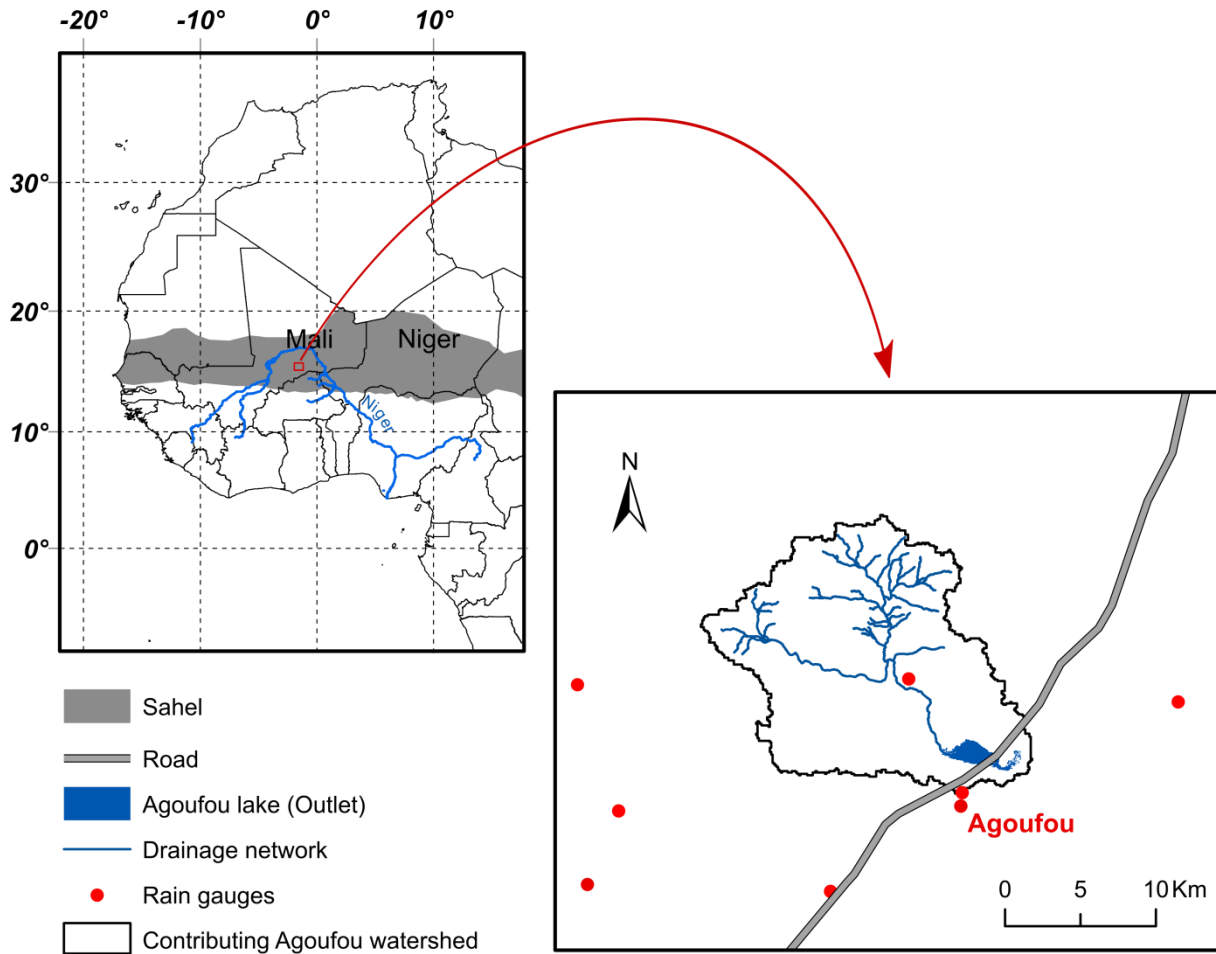 -20° -10° 0° 10°
30°
20°
10°
0°
Mali Niger
Niger
Sahel
Road
Agoufou lake (Outlet)
Drainage network
Rain gauges
Contributing Agoufou watershed
N
Agoufou
0 5 10 Km